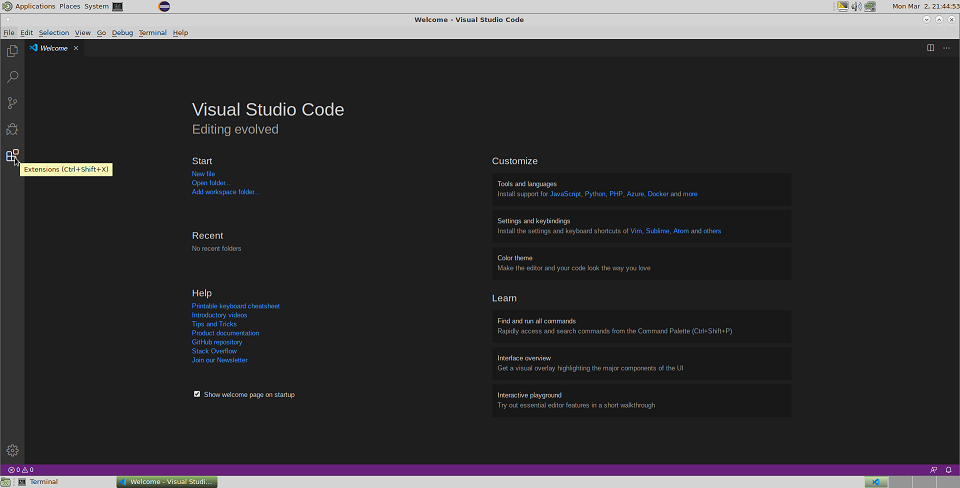 Applications Places System
Mon Mar 2, 21:44:53
Welcome - Visual Studio Code
File Edit Selection View Go Debug Terminal Help
Welcome
Extensions (Ctrl+Shift+X)
Visual Studio Code
Editing evolved
Start
New file
Open folder...
Add workspace folder...
Recent
No recent folders
Help
Printable keyboard cheatsheet
Introductory videos
Tips and Tricks
Product documentation
GitHub repository
Stack Overflow
Join our Newsletter
Show welcome page on startup
Customize
Tools and languages
Install support for JavaScript, Python, PHP, Azure, Docker and more
Settings and keybindings
Install the settings and keyboard shortcuts of Vim, Sublime, Atom and others
Color theme
Make the editor and your code look the way you love
Learn
Find and run all commands
Rapidly access and search commands from the Command Palette (Ctrl+Shift+P)
Interface overview
Get a visual overlay highlighting the major components of the UI
Interactive playground
Try out essential editor features in a short walkthrough
0 0
Terminal
Welcome - Visual Studi...